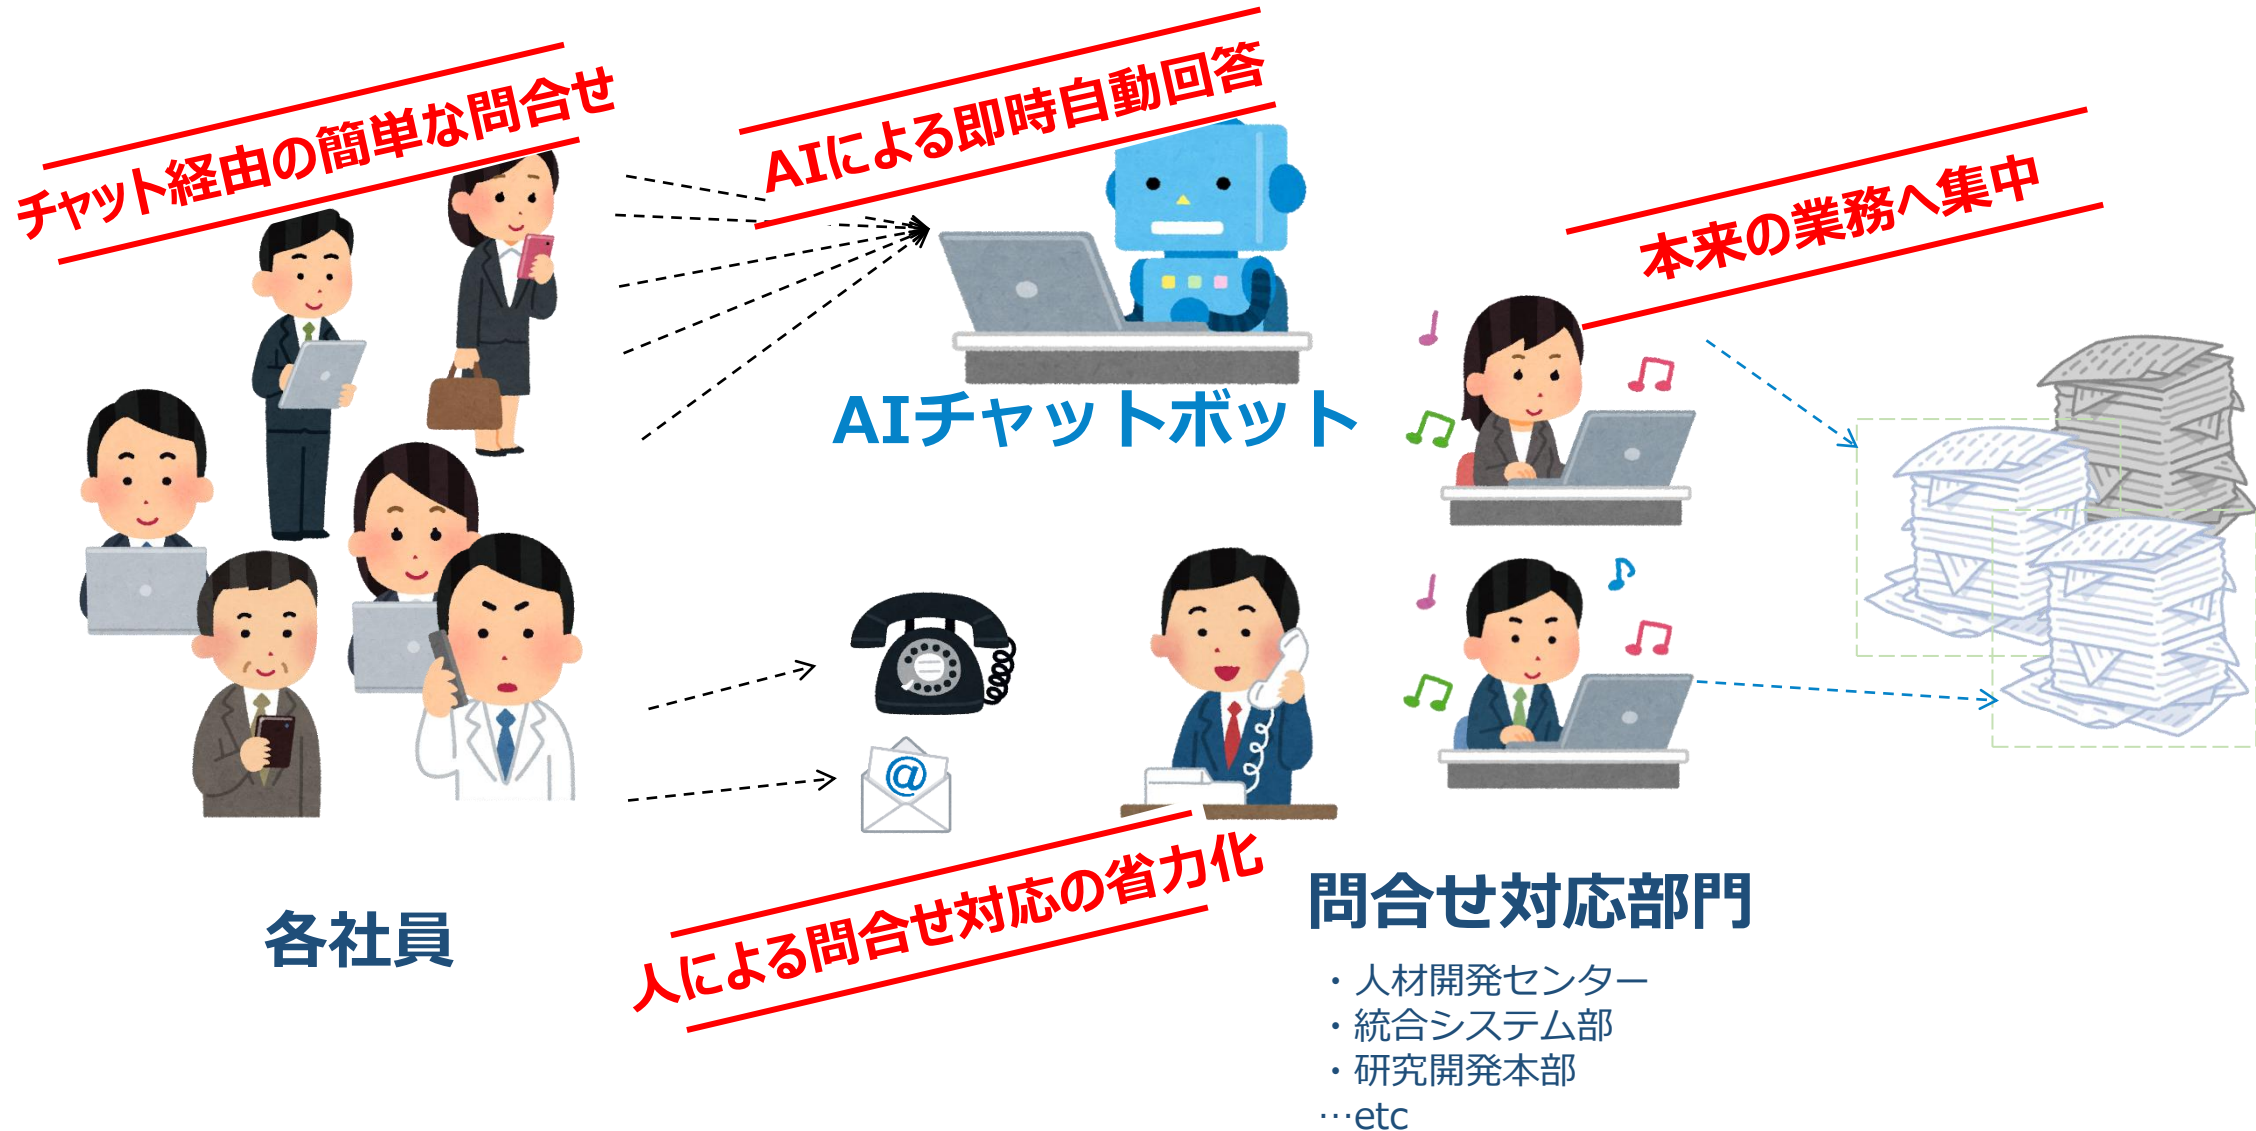 チャット経由の簡単な問合せ
AIによる即時自動回答
本来の業務へ集中
AIチャットボット
@
人による問合せ対応の省力化
各社員
問合せ対応部門
・人材開発センター
・統合システム部
・研究開発本部
…etc